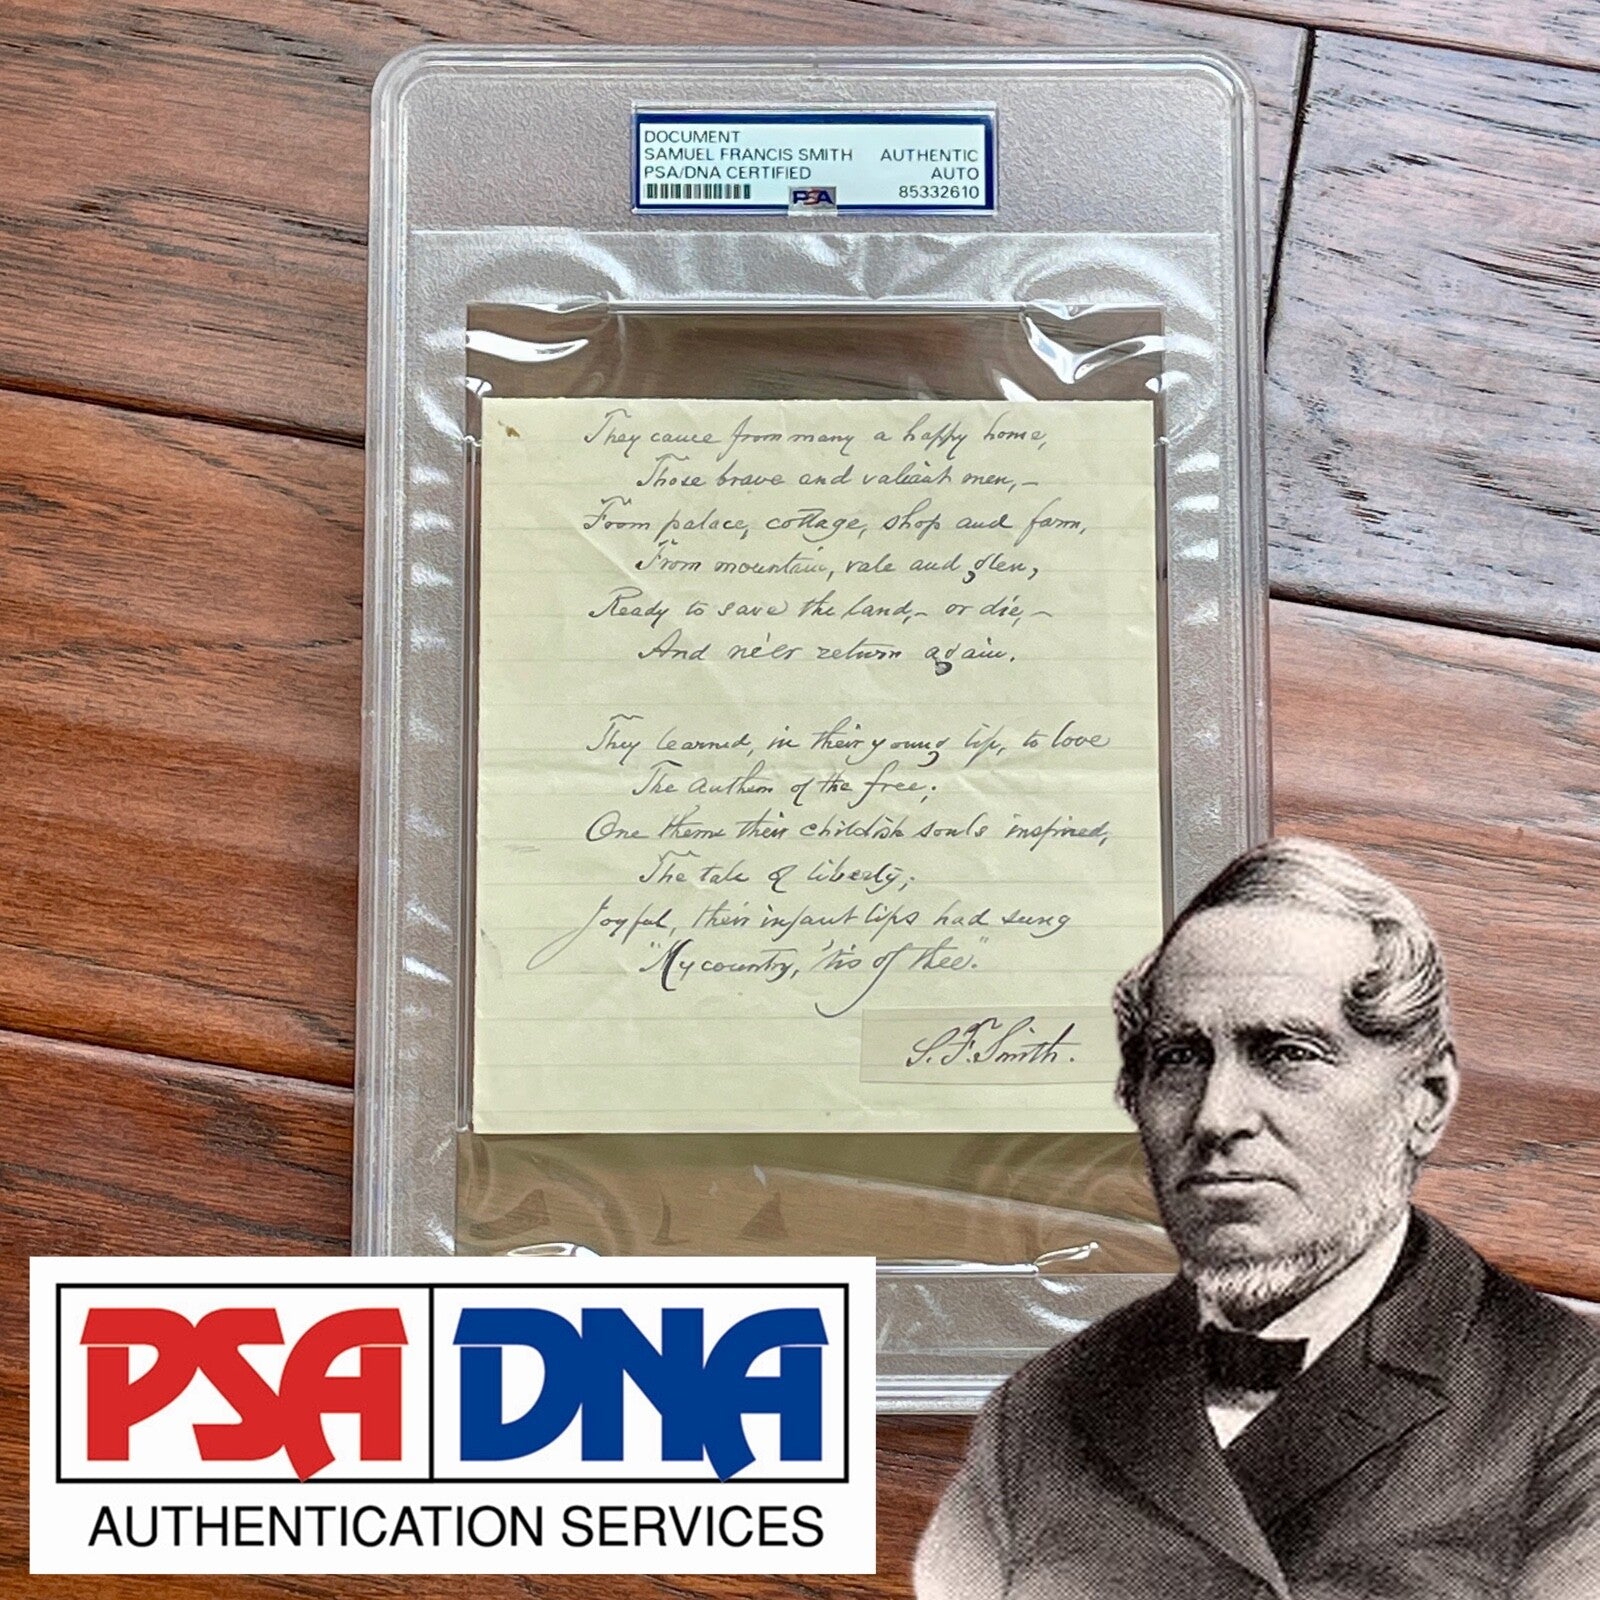 DOCUMENT
SAMUEL FRANCIS SMITH AUTHENTIC
PSA/DNA CERTIFIED AUTO
PSA 85332610
They came from many a happy home,
Those brave and valiant men,–
From palace, cottage, shop and farm,
From mountain, vale and glen,
Ready to save the land,– or die,–
And ne'er return again.
They learned, in their young life, to love
The Anthem of the free;
One theme their childish souls inspired,
The tale of liberty;
Joyful, their infant lips had sung
"My country, 'tis of thee."
S. F. Smith.
PSA DNA
AUTHENTICATION SERVICES